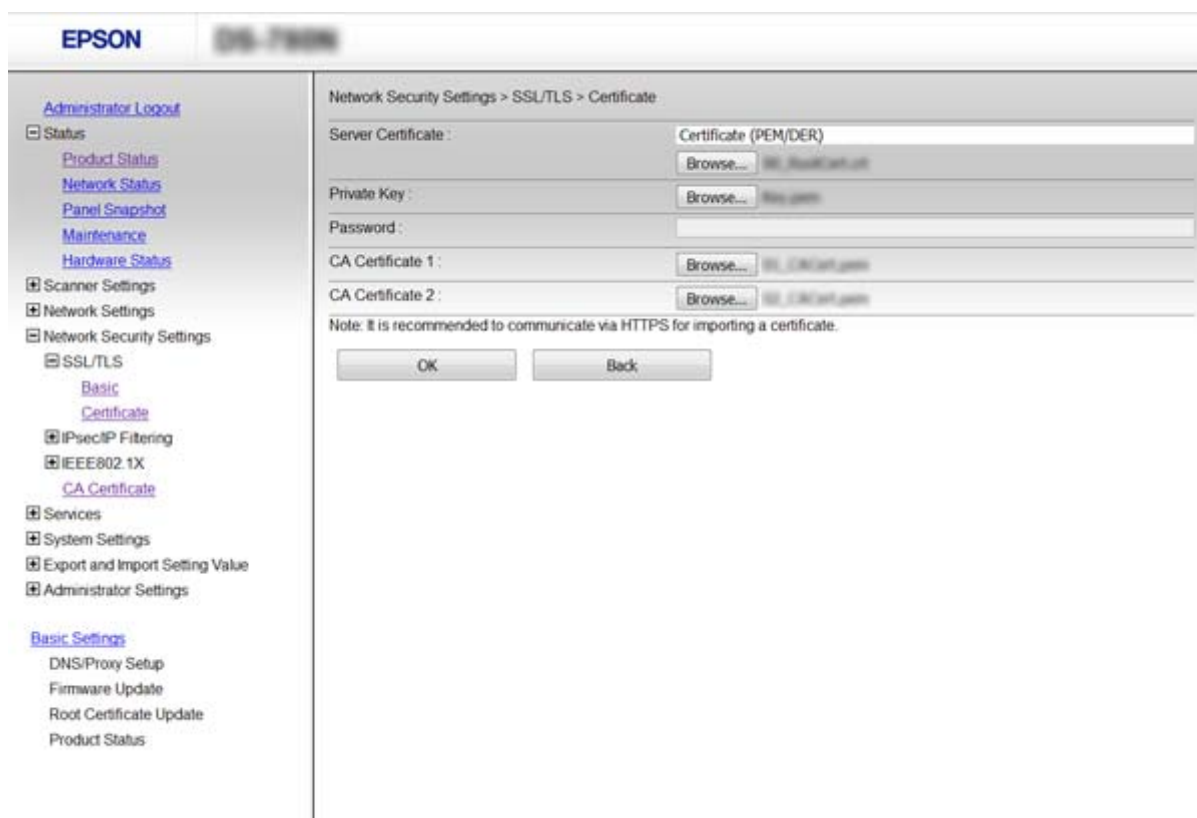 EPSON
Administrator Logout
Status
Product Status
Network Status
Panel Snapshot
Maintenance
Hardware Status
Scanner Settings
Network Settings
Network Security Settings
SSL/TLS
Basic
Certificate
IPsec/IP Filtering
IEEE802.1X
CA Certificate
Services
System Settings
Export and Import Setting Value
Administrator Settings
Basic Settings
DNS/Proxy Setup
Firmware Update
Root Certificate Update
Product Status
Network Security Settings > SSL/TLS > Certificate
Server Certificate : Certificate (PEM/DER)
Browse...
Private Key : Browse...
Password :
CA Certificate 1 : Browse...
CA Certificate 2 : Browse...
Note: It is recommended to communicate via HTTPS for importing a certificate.
OK Back